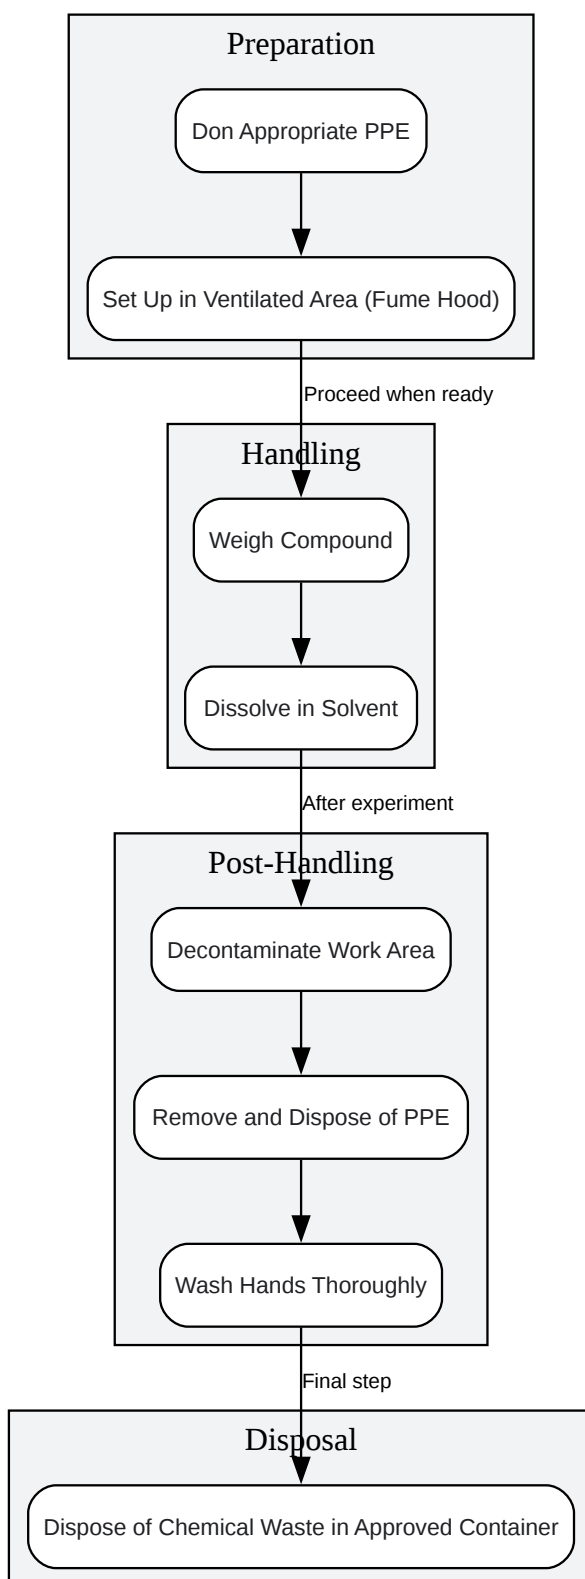 Preparation
Don Appropriate PPE
Set Up in Ventilated Area (Fume Hood)
Proceed when ready
Handling
Weigh Compound
Dissolve in Solvent
After experiment
Post-Handling
Decontaminate Work Area
Remove and Dispose of PPE
Wash Hands Thoroughly
Final step
Disposal
Dispose of Chemical Waste in Approved Container